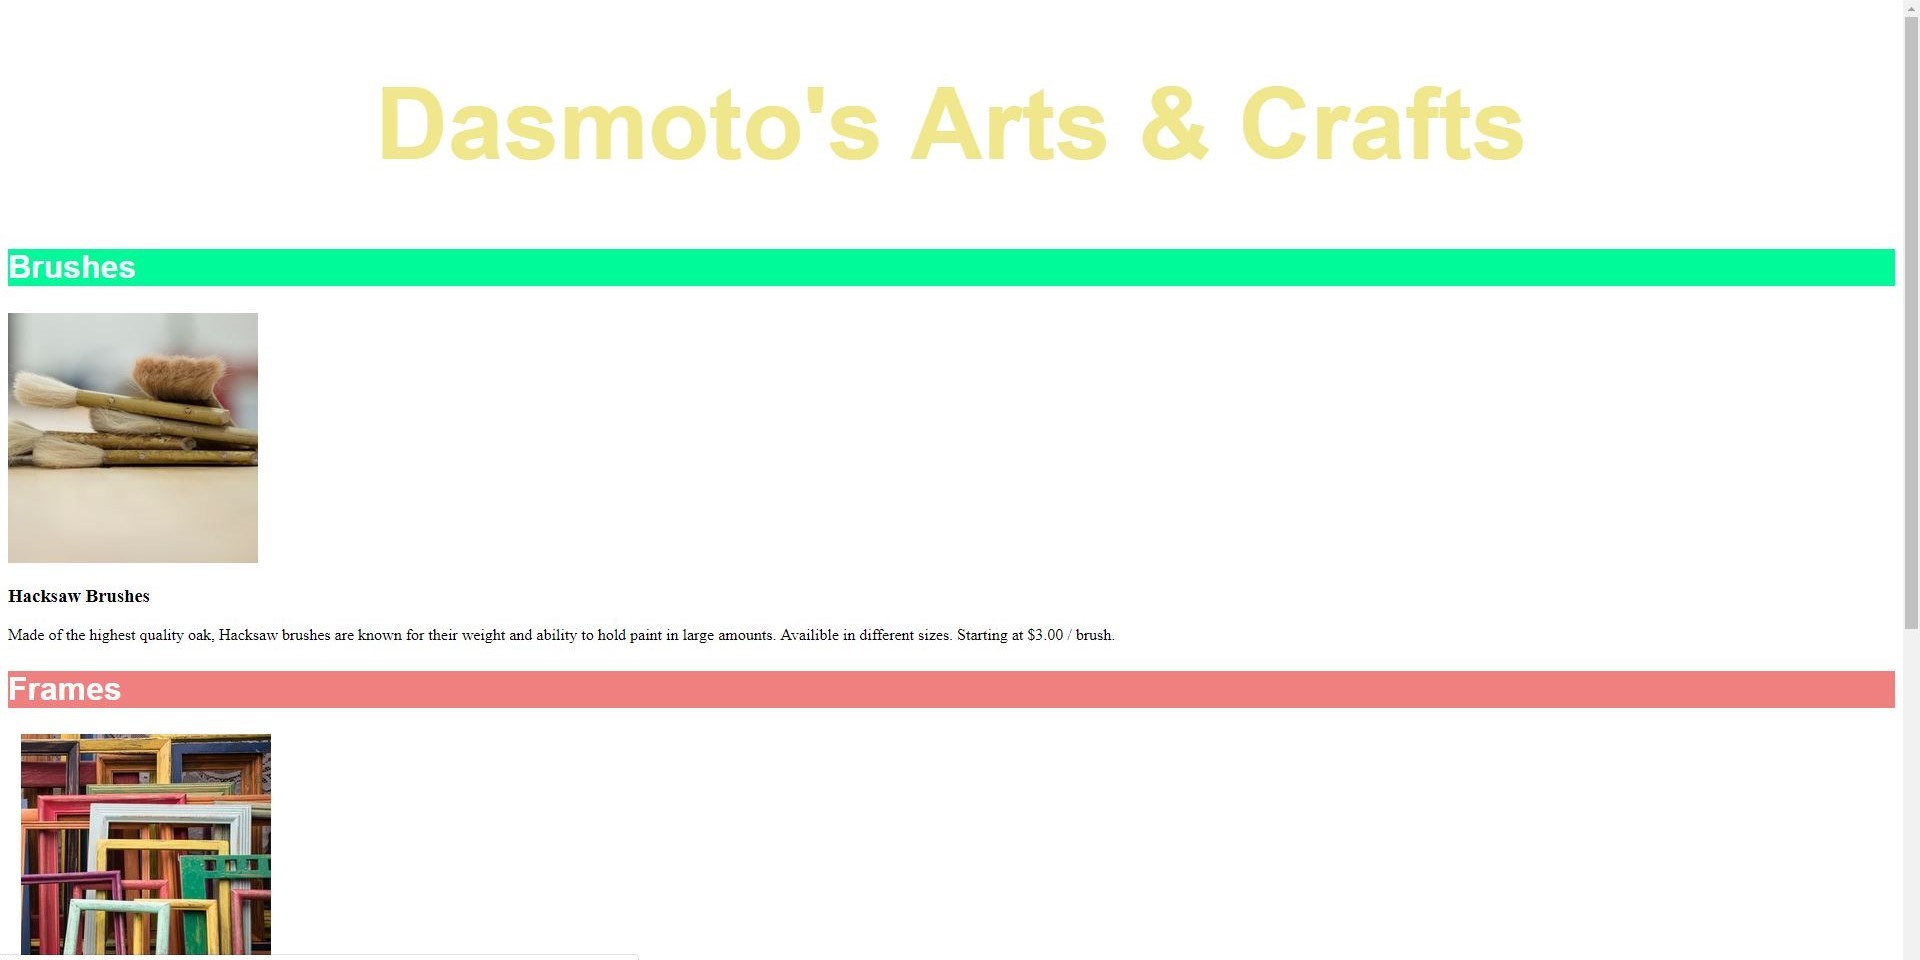 Dasmoto's Arts & Crafts
Brushes
Hacksaw Brushes
Made of the highest quality oak, Hacksaw brushes are known for their weight and ability to hold paint in large amounts. Availible in different sizes. Starting at $3.00 / brush.
Frames